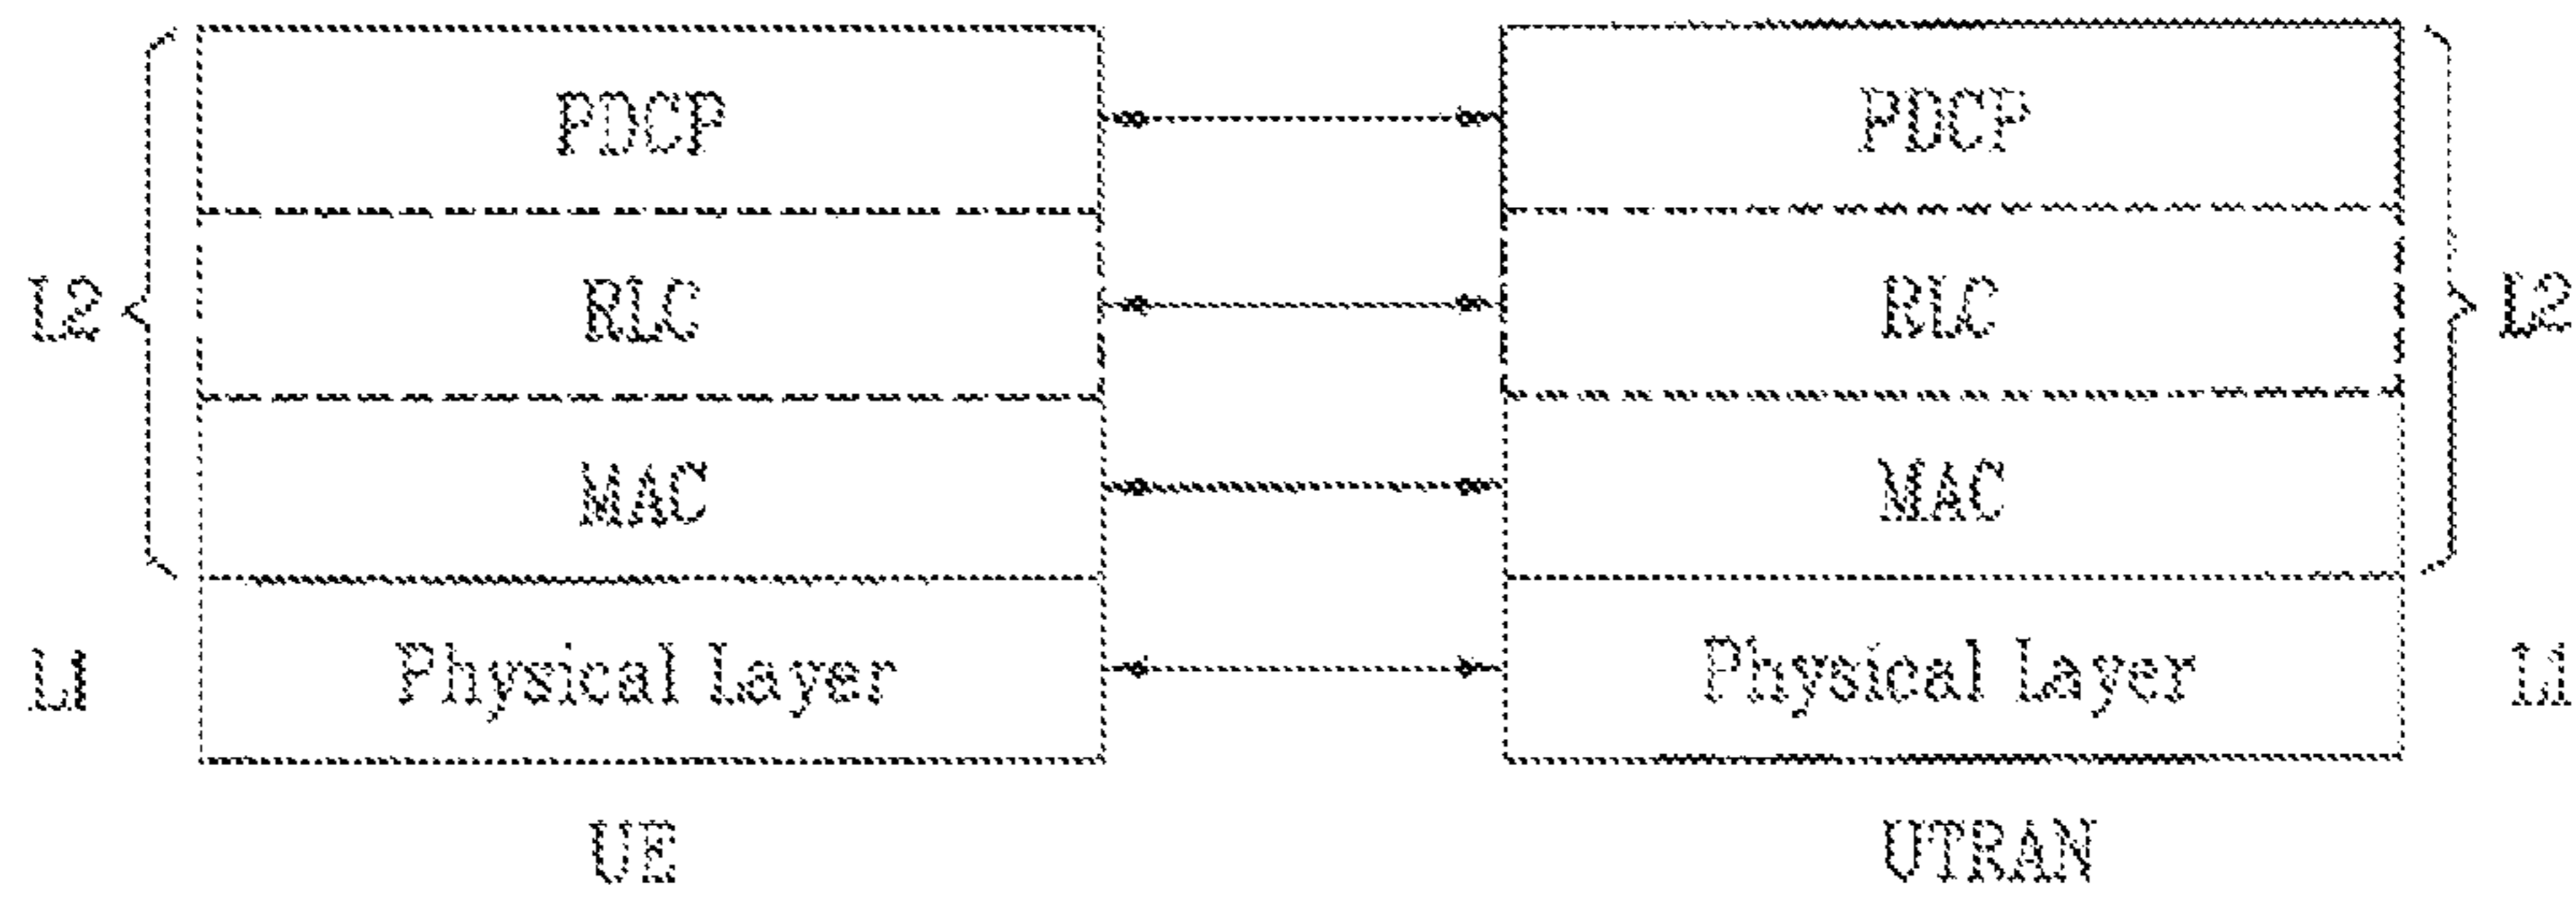 PDCP PDCP
L2 RLC RLC L2
MAC MAC
L1 Physical Layer Physical Layer L1
UE UTRAN